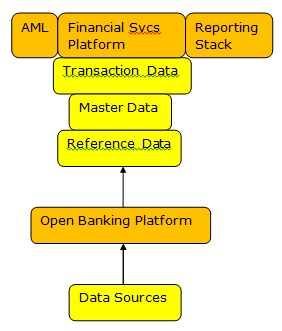 AML
Financial Svcs
Platform
Reporting
Stack
Transaction Data
Master Data
Reference Data
Open Banking Platform
Data Sources